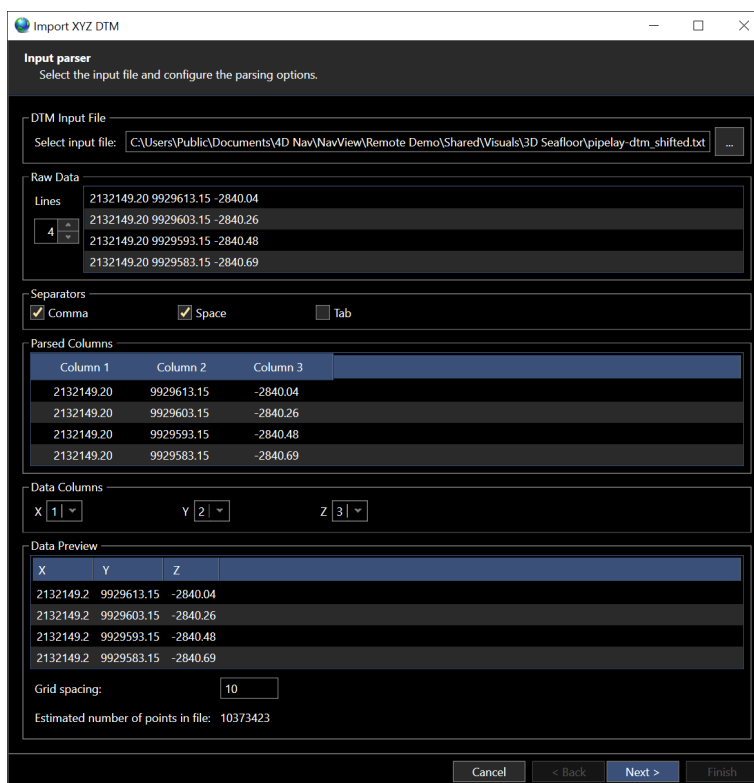 Import XYZ DTM
Input parser
Select the input file and configure the parsing options.
DTM Input File
Select input file: C:\Users\Public\Documents\4D Nav\NavView\Remote Demo\Shared\Visuals\3D Seafloor\pipelay-dtm_shifted.txt ...
Raw Data
Lines
4
2132149.20 9929613.15 -2840.04
2132149.20 9929603.15 -2840.26
2132149.20 9929593.15 -2840.48
2132149.20 9929583.15 -2840.69
Separators
Comma Space Tab
Parsed Columns
Column 1 Column 2 Column 3
2132149.20 9929613.15 -2840.04
2132149.20 9929603.15 -2840.26
2132149.20 9929593.15 -2840.48
2132149.20 9929583.15 -2840.69
Data Columns
X 1 Y 2 Z 3
Data Preview
X Y Z
2132149.2 9929613.15 -2840.04
2132149.2 9929603.15 -2840.26
2132149.2 9929593.15 -2840.48
2132149.2 9929583.15 -2840.69
Grid spacing: 10
Estimated number of points in file: 10373423
Cancel < Back Next > Finish